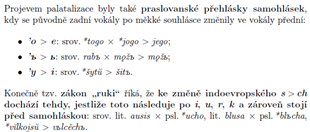 Projevem palatalizace byly také praslovanské přehlásky samohlásek,
kdy se původně zadní vokály po měkké souhlásce změnily ve vokály přední:
• 'o > e: srov. *togo × *jogo > jego;
• 'ъ > ь: srov. rabъ × mǫžъ > mǫžь;
• 'y > i: srov. *šytŭ > šitъ.
Konečně tzv. zákon „ruki“ říká, že ke změně indoevropského s > ch
dochází tehdy, jestliže toto následuje po i, u, r, k a zároveň stojí
před samohláskou: srov. lit. ausis × psl. *ucho, lit. blusa × psl. *blъcha,
*vilkojsŭ > vьlcěchъ.